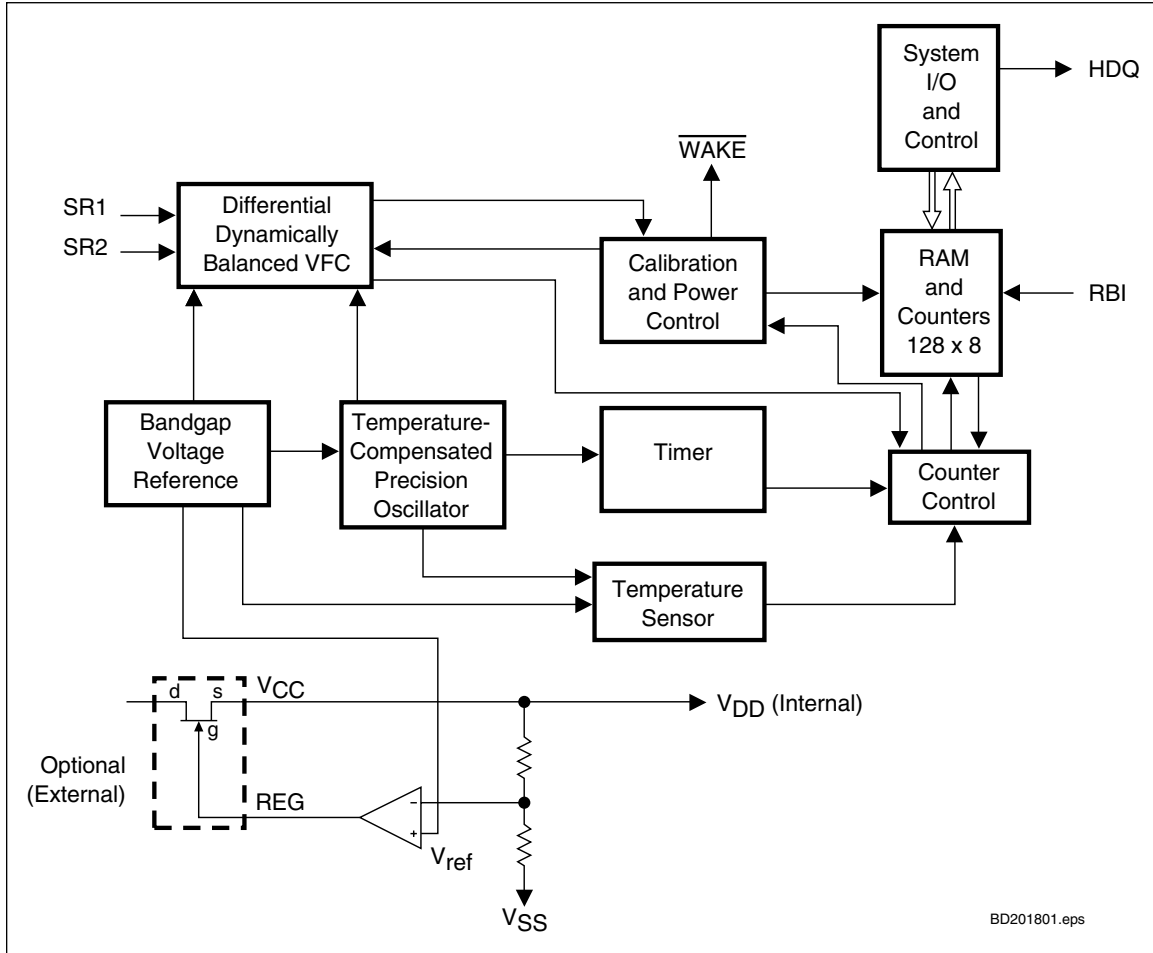 System
I/O
and
Control
HDQ
WAKE
SR1
SR2
Differential
Dynamically
Balanced VFC
Calibration
and Power
Control
RAM
and
Counters
128 x 8
RBI
Bandgap
Voltage
Reference
Temperature-
Compensated
Precision
Oscillator
Timer
Counter
Control
Temperature
Sensor
d
s
g
VCC
VDD (Internal)
Optional
(External)
REG
-
+
Vref
VSS
BD201801.eps